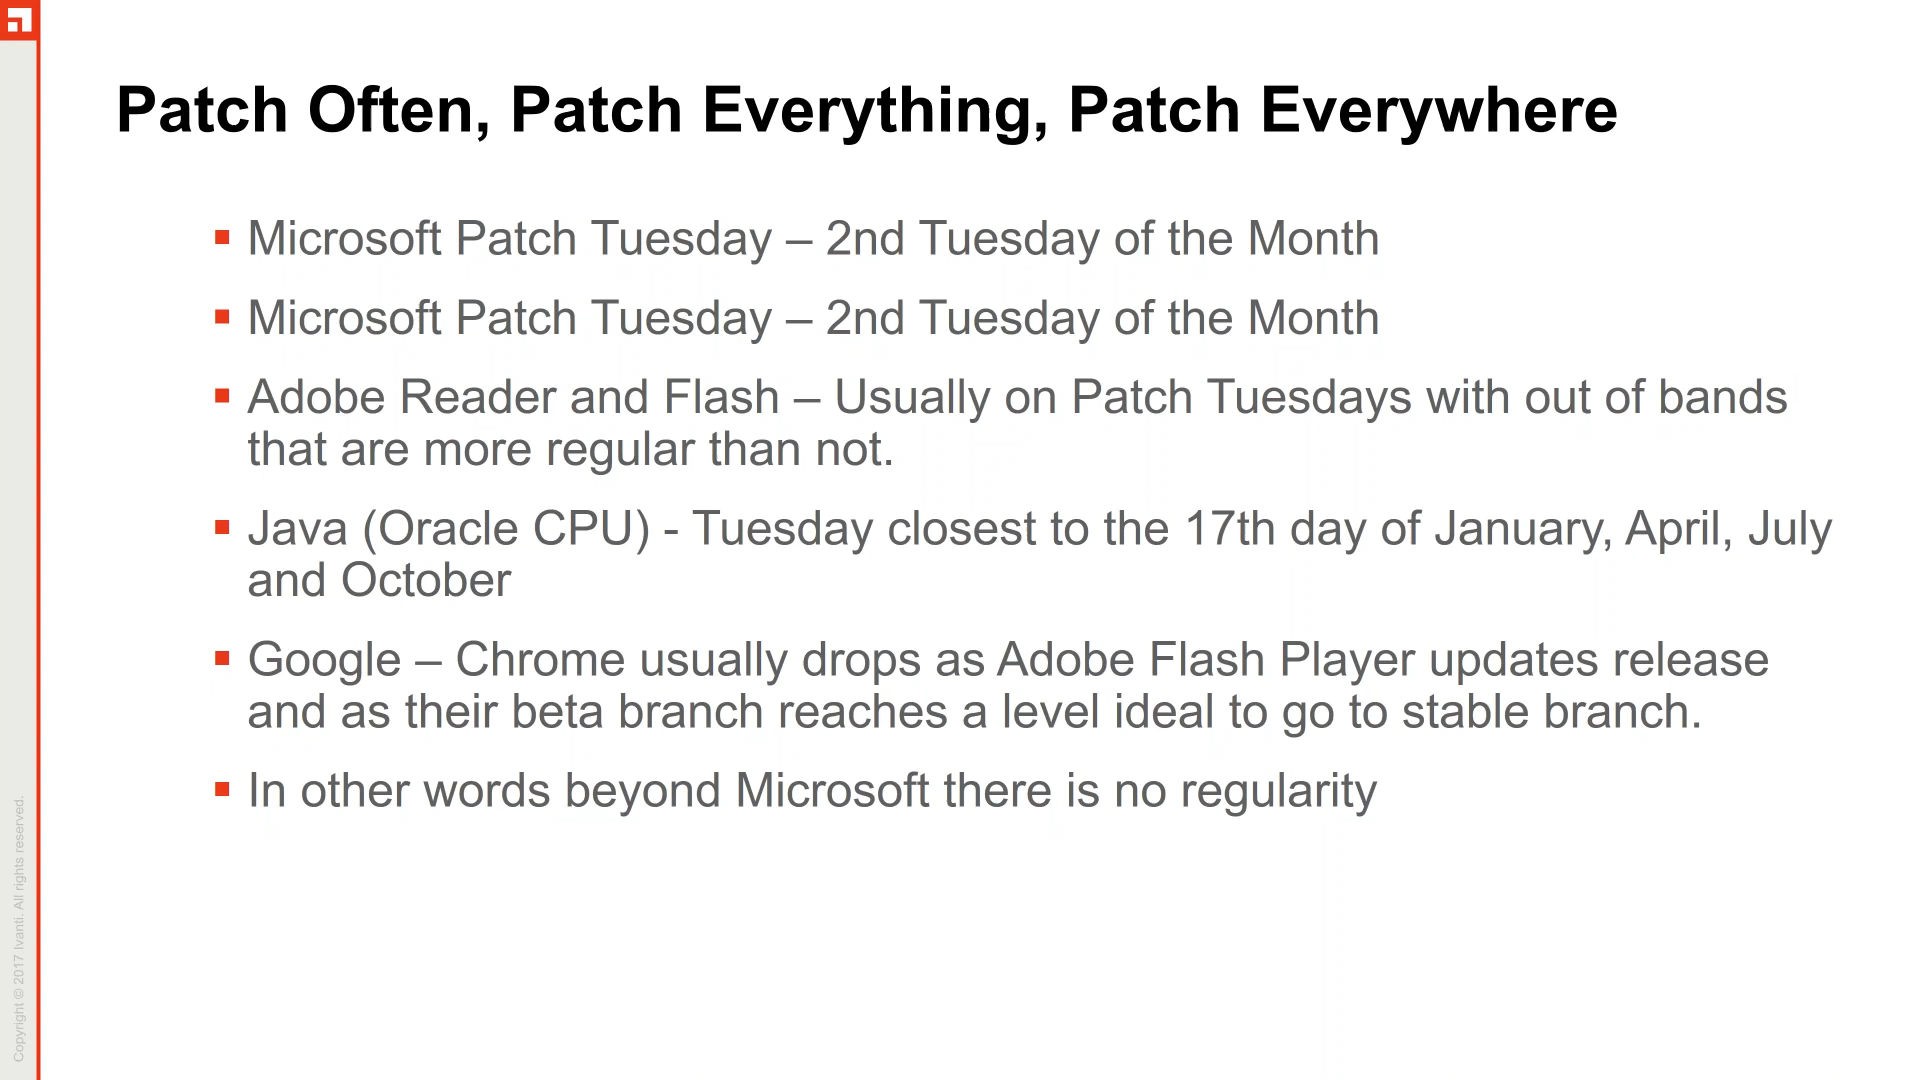 Patch Often, Patch Everything, Patch Everywhere
▪ Microsoft Patch Tuesday – 2nd Tuesday of the Month
▪ Microsoft Patch Tuesday – 2nd Tuesday of the Month
▪ Adobe Reader and Flash – Usually on Patch Tuesdays with out of bands
that are more regular than not.
▪ Java (Oracle CPU) - Tuesday closest to the 17th day of January, April, July
and October
▪ Google – Chrome usually drops as Adobe Flash Player updates release
and as their beta branch reaches a level ideal to go to stable branch.
▪ In other words beyond Microsoft there is no regularity
Copyright © 2017 Ivanti. All rights reserved.